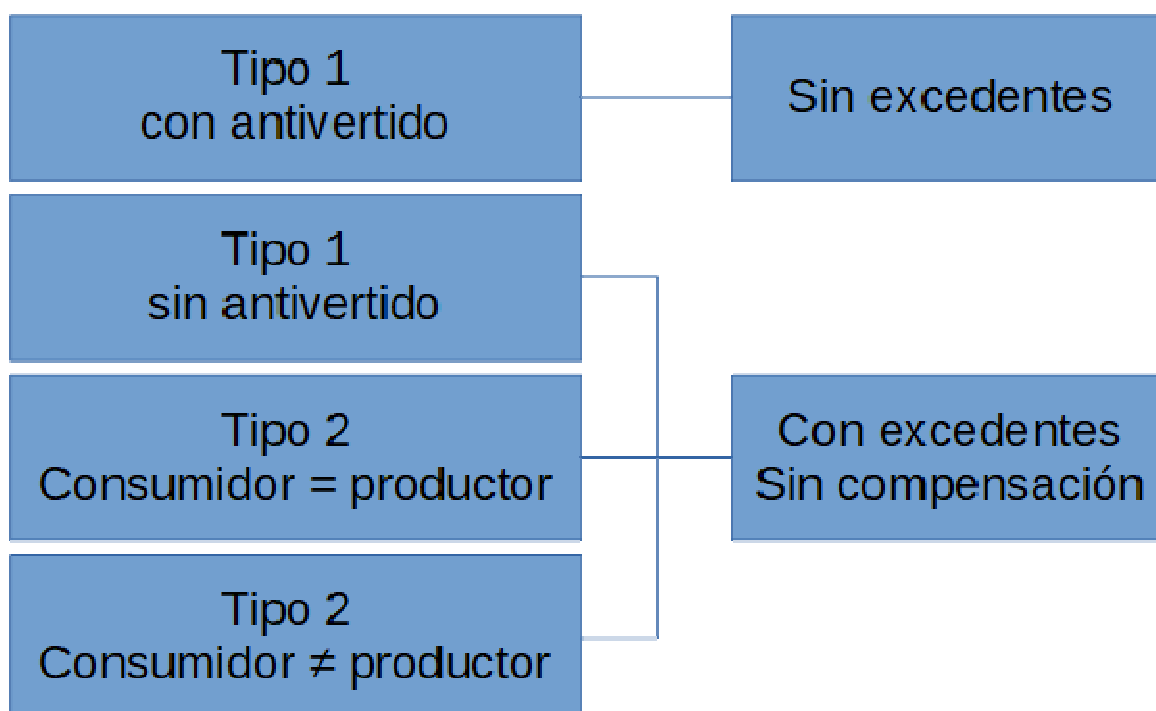 Tipo 1
con antivertido
Sin excedentes
Tipo 1
sin antivertido
Tipo 2
Consumidor = productor
Con excedentes
Sin compensación
Tipo 2
Consumidor ≠ productor